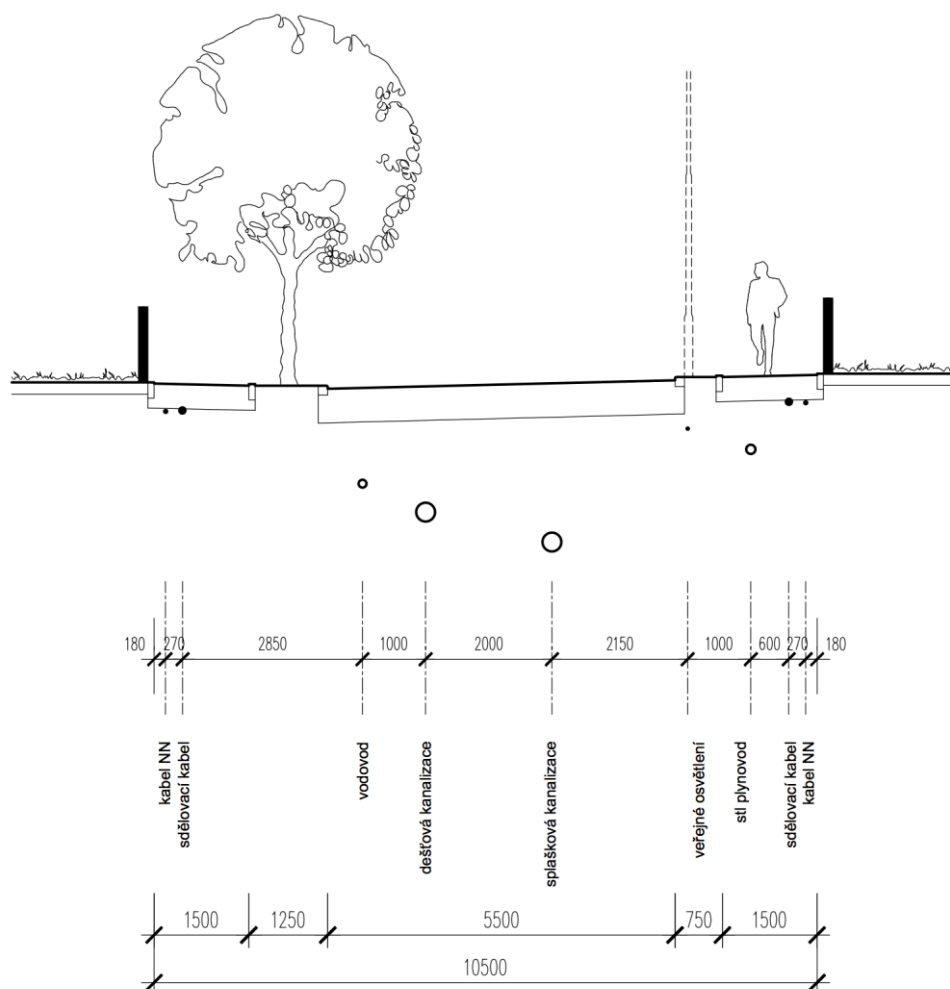 180 270 2850 1000 2000 2150 1000 600 270 180
kabel NN
sdělovací kabel
vodovod
dešťová kanalizace
splašková kanalizace
veřejné osvětlení
stl plynovod
sdělovací kabel
kabel NN
1500 1250 5500 750 1500
10500